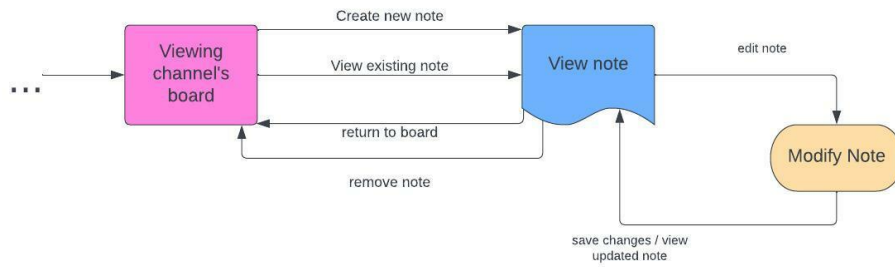 Create new note
Viewing
channel's
board
View existing note
View note
edit note
...
return to board
Modify Note
remove note
save changes / view
updated note